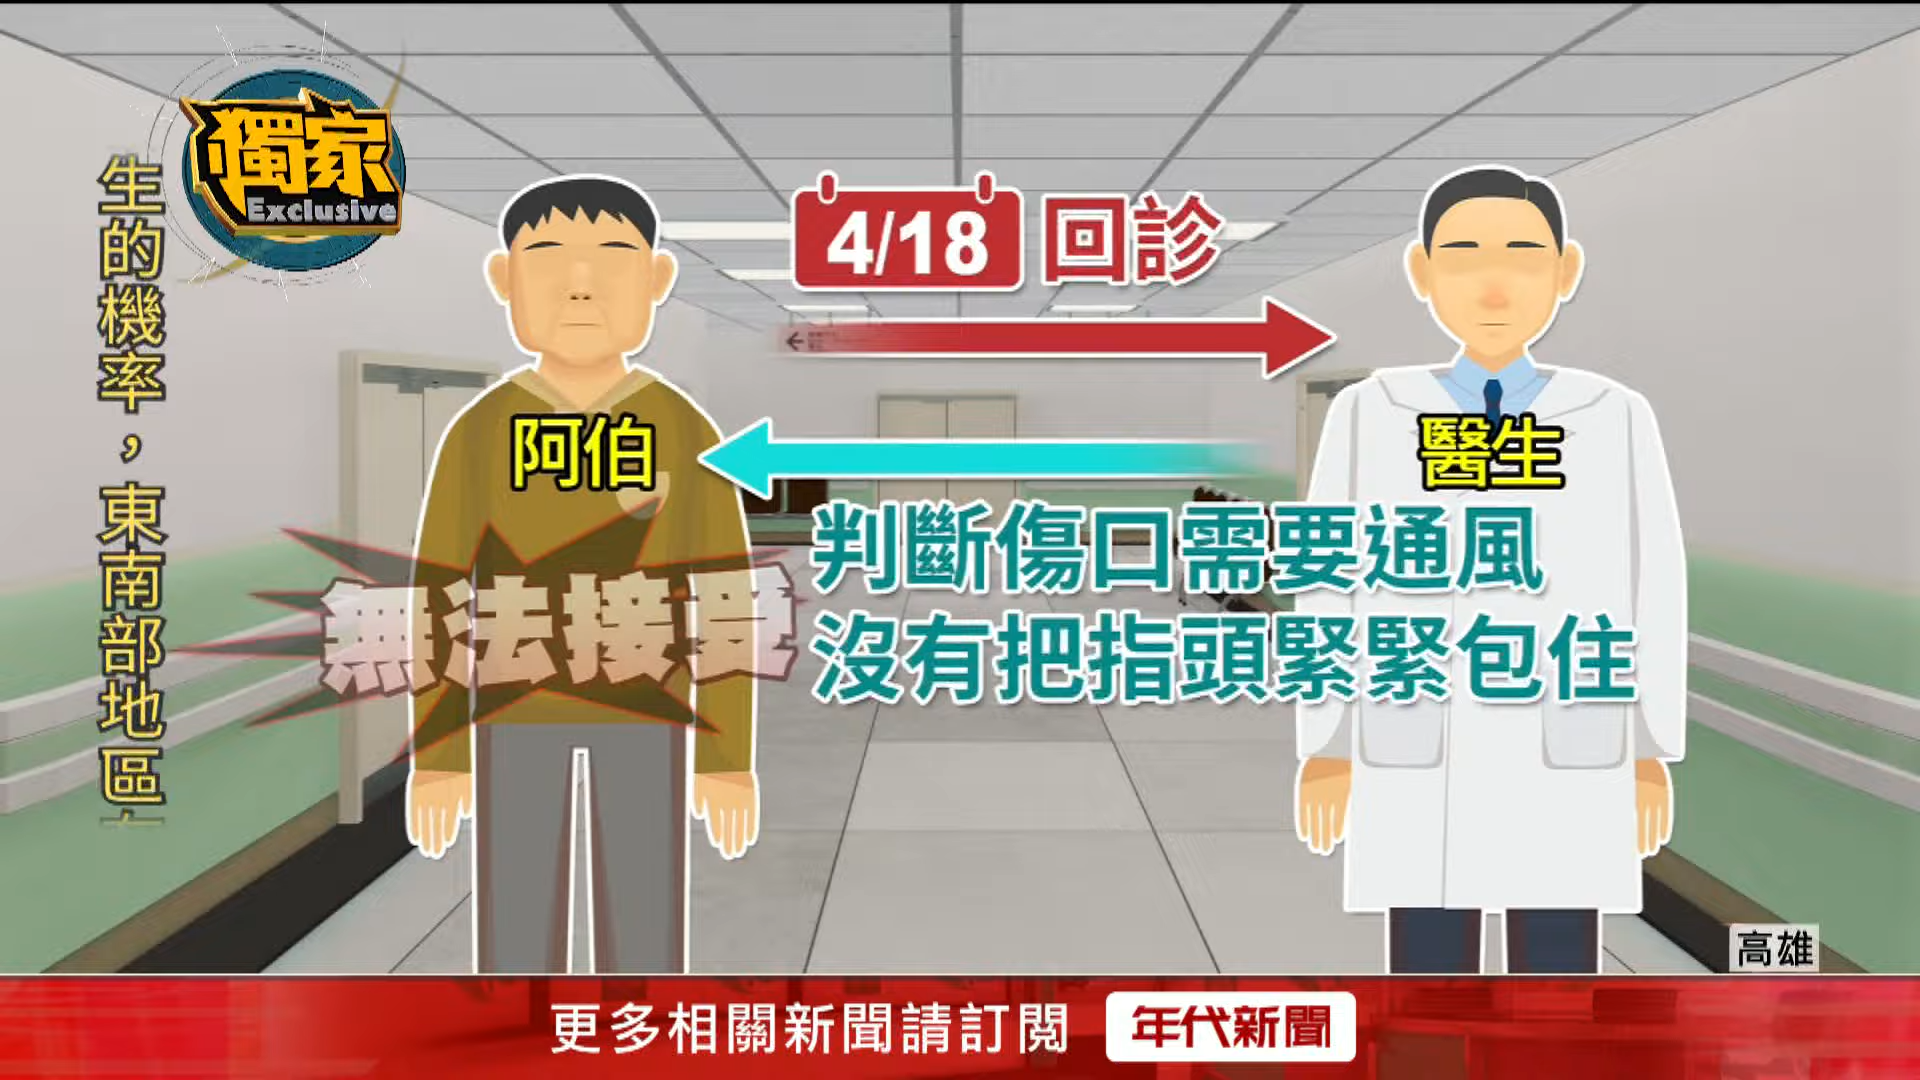 獨家
Exclusive
生的機率，東南部地區
4/18 回診
阿伯
醫生
判斷傷口需要通風
沒有把指頭緊緊包住
無法接受
高雄
更多相關新聞請訂閱 年代新聞